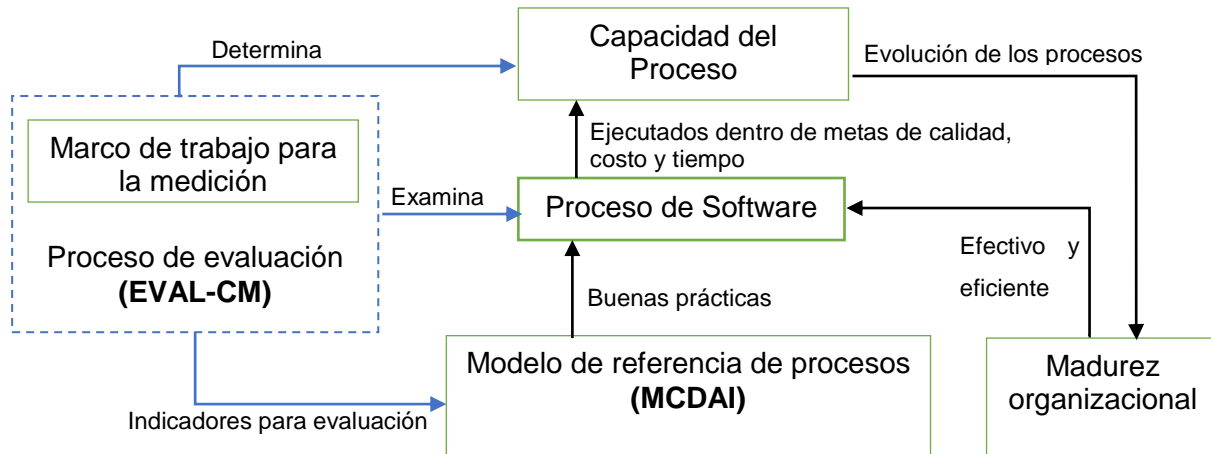 Determina
Capacidad del
Proceso
Evolución de los procesos
Marco de trabajo para
la medición
Ejecutados dentro de metas de calidad,
costo y tiempo
Examina
Proceso de Software
Proceso de evaluación
(EVAL-CM)
Efectivo y
eficiente
Buenas prácticas
Modelo de referencia de procesos
(MCDAI)
Madurez
organizacional
Indicadores para evaluación